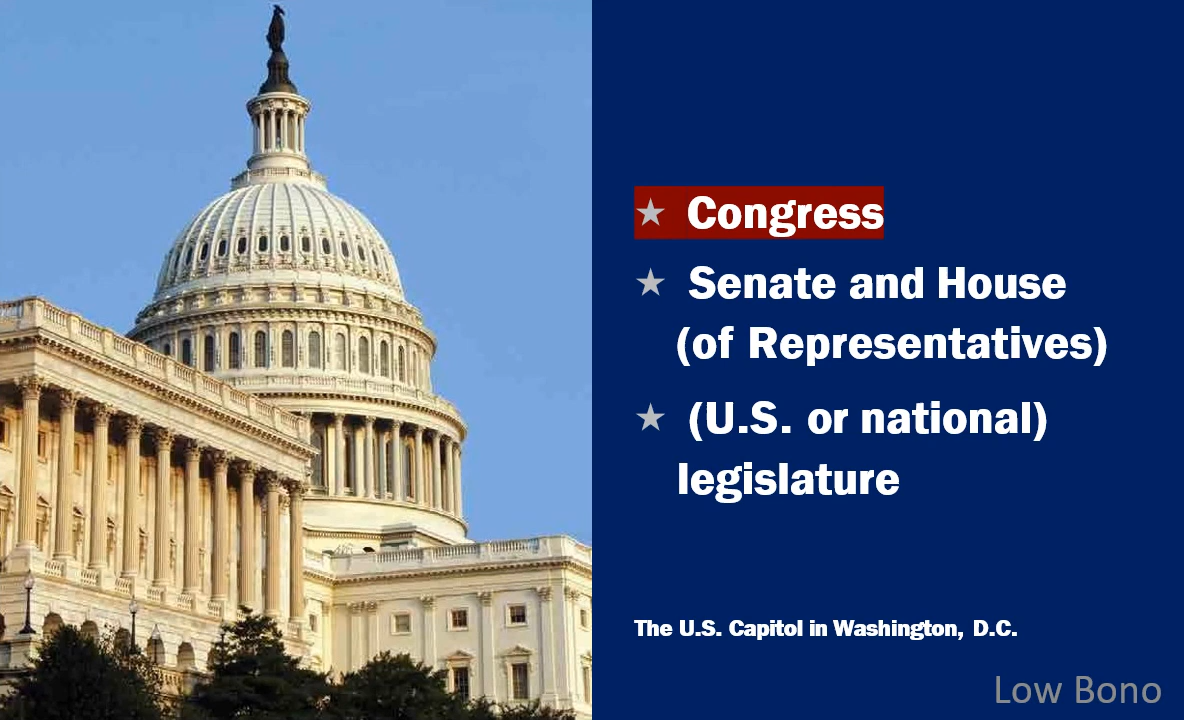 ★ Congress
★ Senate and House
(of Representatives)
★ (U.S. or national)
legislature
The U.S. Capitol in Washington, D.C.
Low Bono